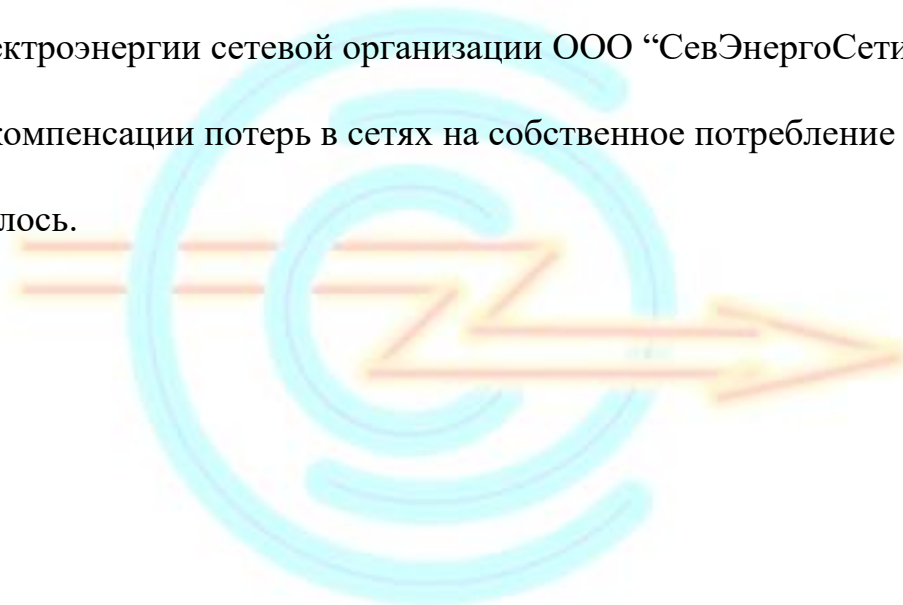 ектроэнергии сетевой организации ООО “СевЭнергоСети
компенсации потерь в сетях на собственное потребление
лось.